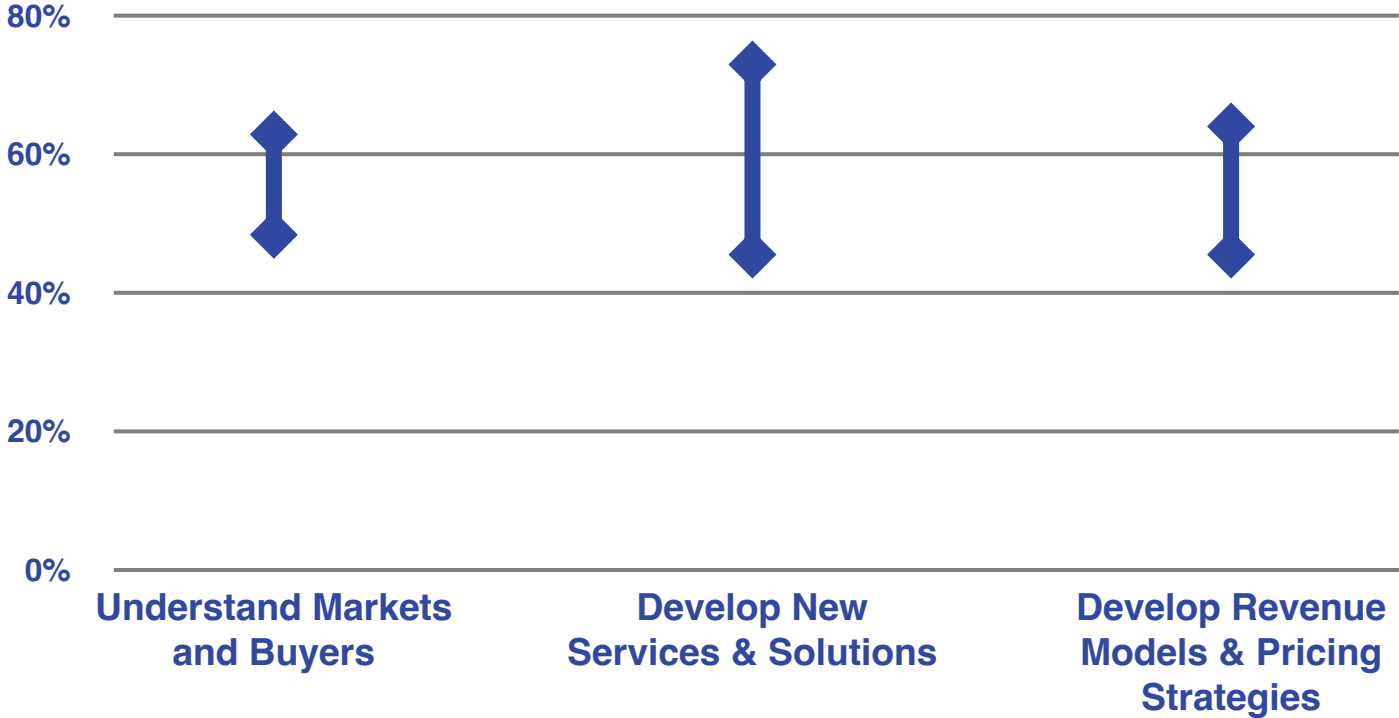 80%
60%
40%
20%
0%
Understand Markets
and Buyers
Develop New
Services & Solutions
Develop Revenue
Models & Pricing
Strategies